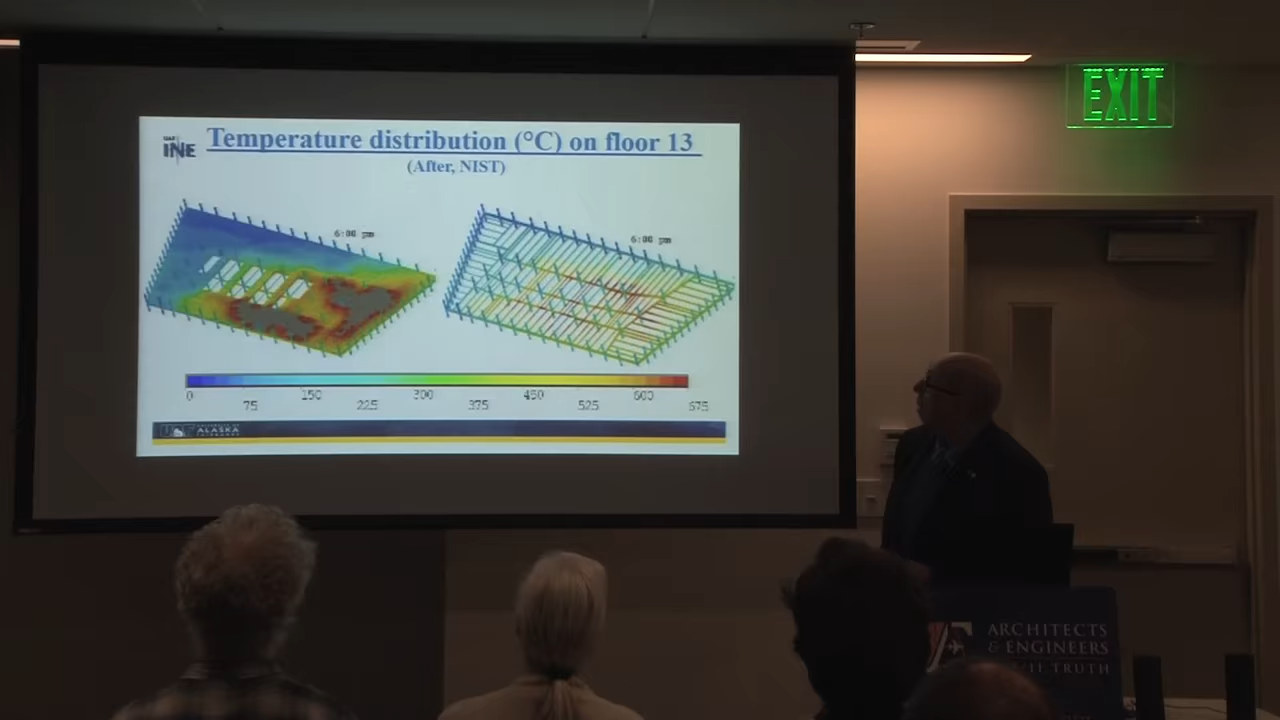 EXIT
INE
Temperature distribution (°C) on floor 13
(After, NIST)
6:00 pm
6:00 pm
0 150 300 450 600
75 225 375 525 675
ALASKA
ARCHITECTS
& ENGINEERS
TRUTH